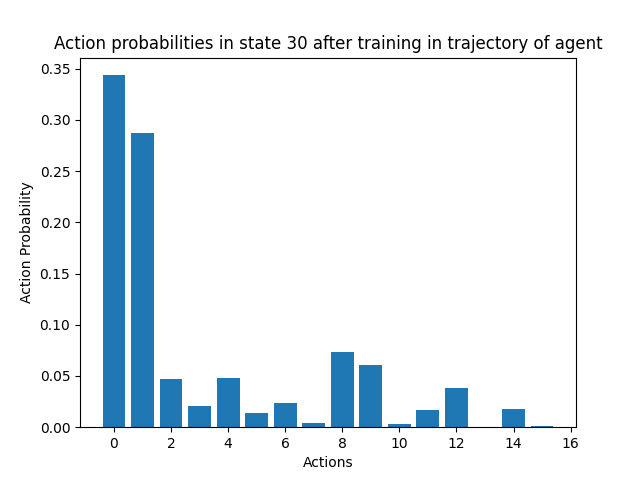 Action probabilities in state 30 after training in trajectory of agent
0.35
0.30
0.25
0.20
0.15
0.10
0.05
0.00
Action Probability
0 2 4 6 8 10 12 14 16
Actions